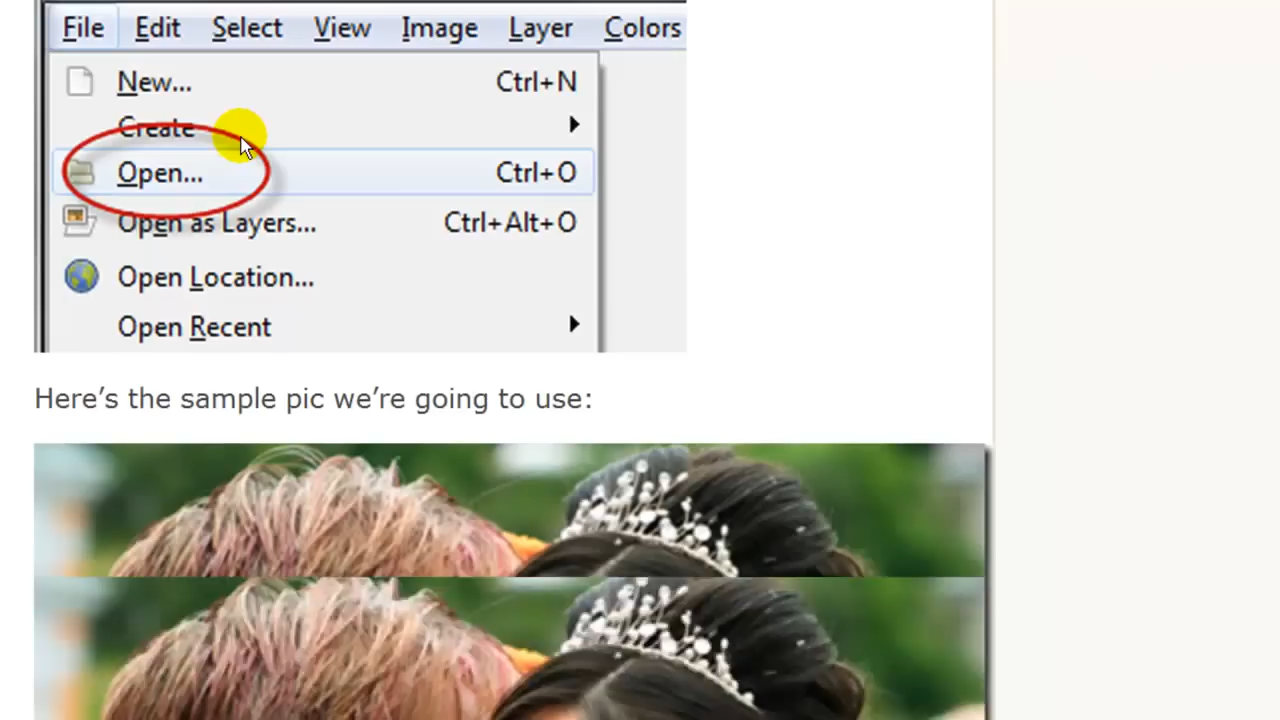 File Edit Select View Image Layer Colors
New... Ctrl+N
Create
Open... Ctrl+O
Open as Layers... Ctrl+Alt+O
Open Location...
Open Recent
Here’s the sample pic we’re going to use: